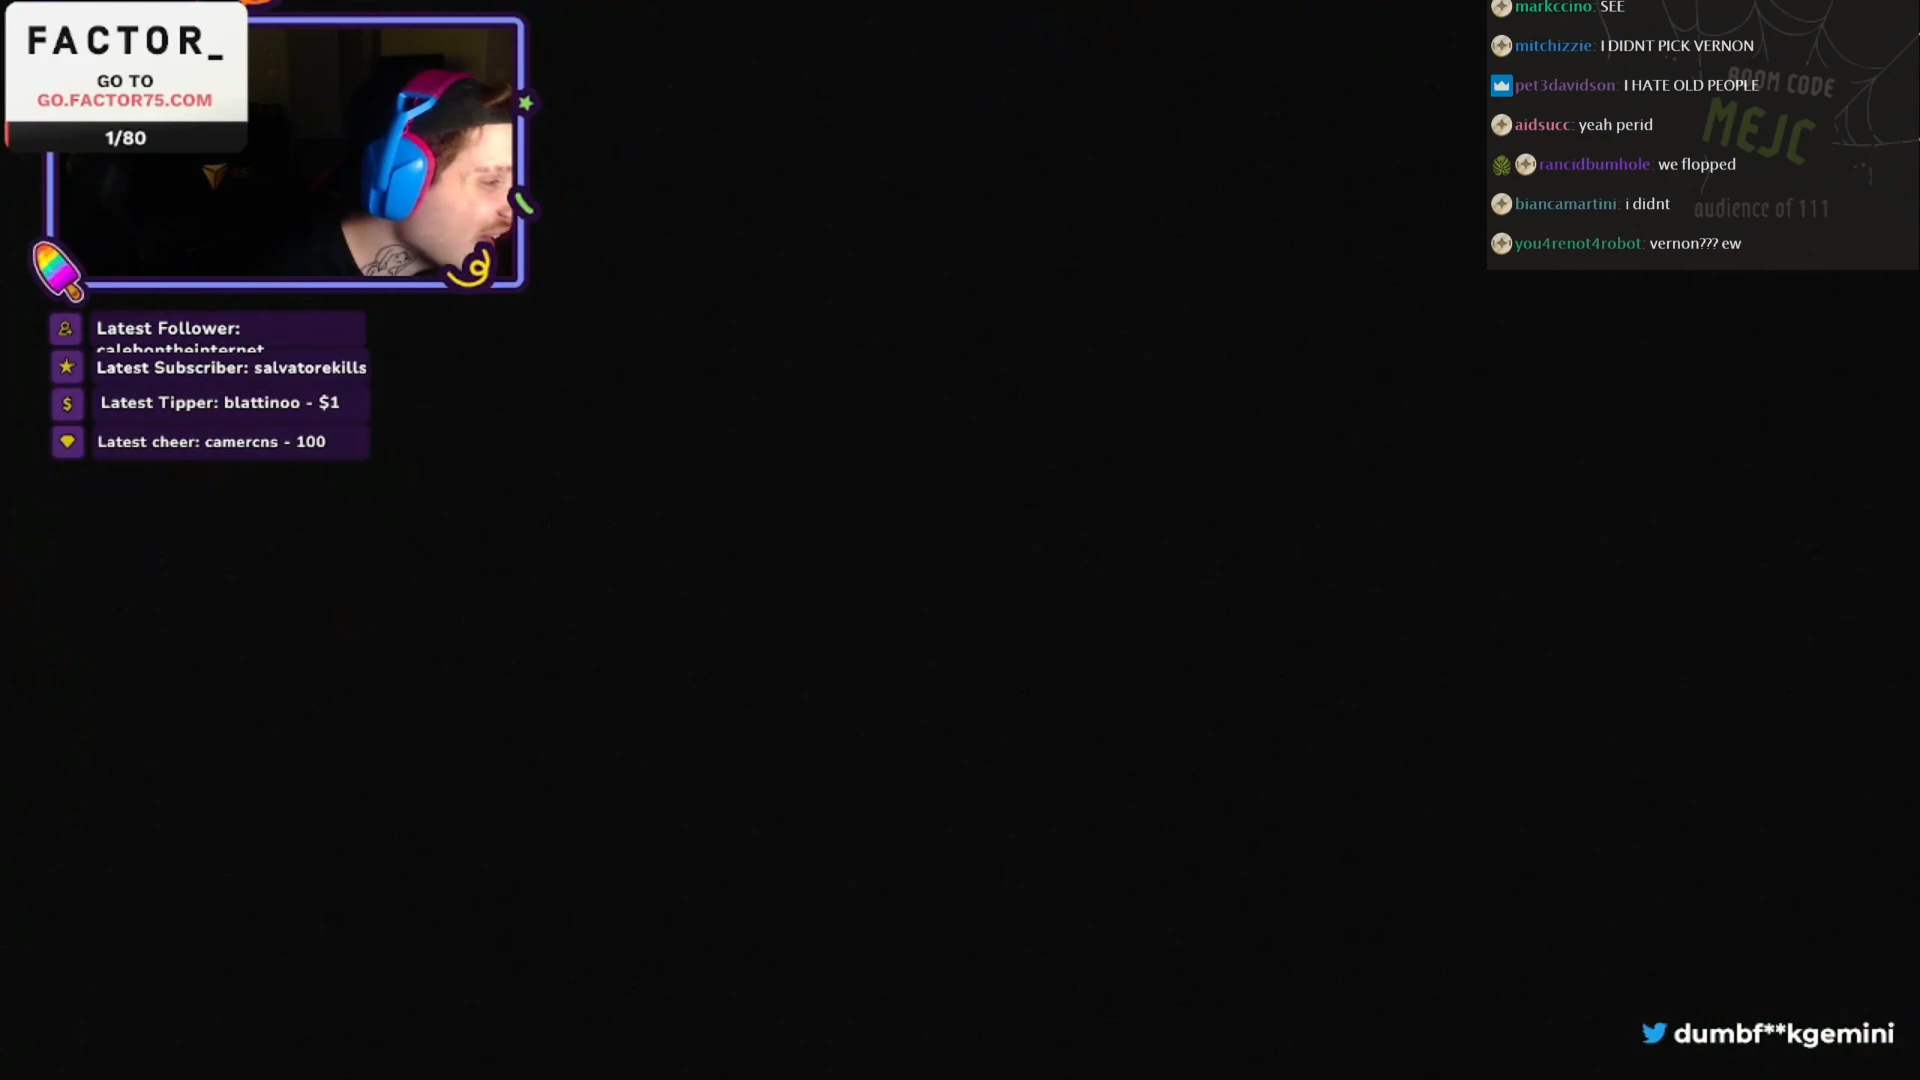 FACTOR_
GO TO
GO.FACTOR75.COM
1/80
Latest Follower:
calebontheinternet
Latest Subscriber: salvatorekills
Latest Tipper: blattinoo - $1
Latest cheer: camercns - 100
markccino: SEE
mitchizzie: I DIDNT PICK VERNON
pet3davidson: I HATE OLD PEOPLE
aidsucc: yeah perid
rancidbumhole: we flopped
biancamartini: i didnt
you4renot4robot: vernon??? ew
ROOM CODE
MEJC
audience of 111
dumbf**kgemini